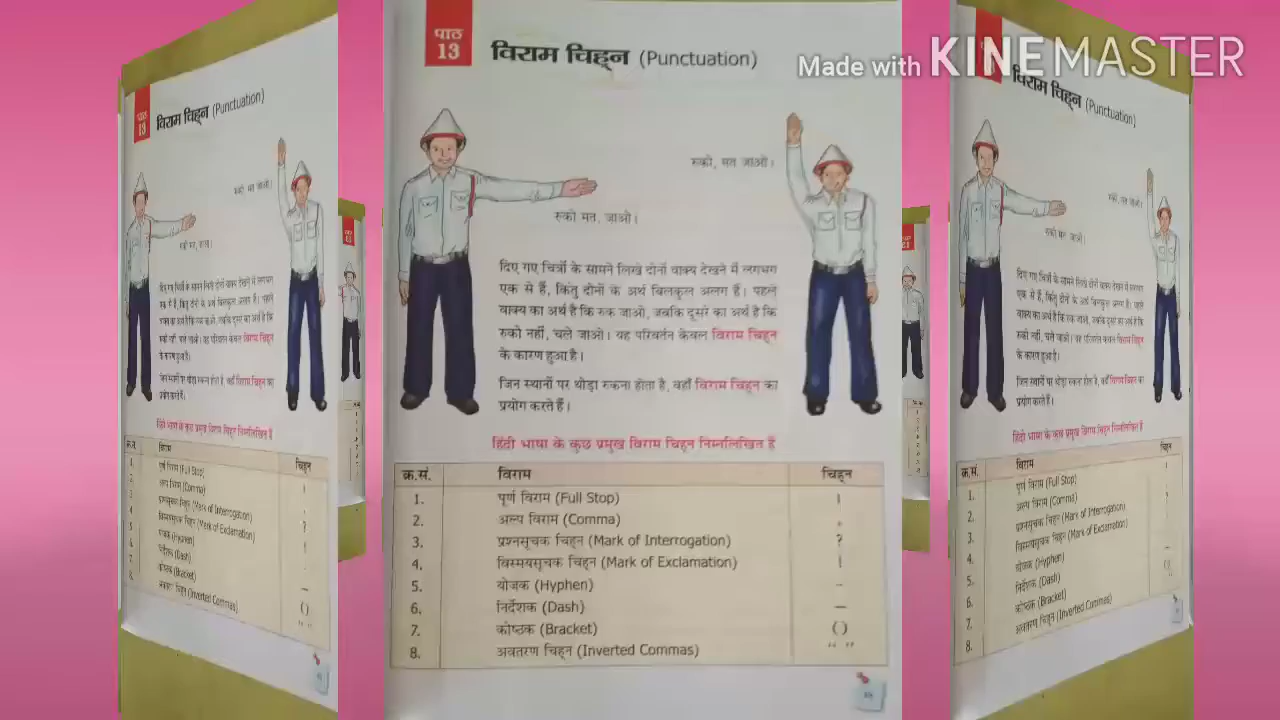 पाठ
13
विराम चिह्न (Punctuation)
Made with KINEMASTER
रुको, मत जाओ।
रुको मत, जाओ।
दिए गए चित्रों के सामने लिखे दोनों वाक्य देखने में लगभग
एक से हैं, किंतु दोनों के अर्थ बिलकुल अलग हैं। पहले
वाक्य का अर्थ है कि रुक जाओ, जबकि दूसरे का अर्थ है कि
रुको नहीं, चले जाओ। यह परिवर्तन केवल विराम चिह्न
के कारण हुआ है।
जिन स्थानों पर थोड़ा रुकना होता है, वहाँ विराम चिह्न का
प्रयोग करते हैं।
हिंदी भाषा के कुछ प्रमुख विराम चिह्न निम्नलिखित हैं
क्र.सं. विराम चिह्न
1. पूर्ण विराम (Full Stop) ।
2. अल्प विराम (Comma) ,
3. प्रश्नसूचक चिह्न (Mark of Interrogation) ?
4. विस्मयसूचक चिह्न (Mark of Exclamation) !
5. योजक (Hyphen) -
6. निर्देशक (Dash) —
7. कोष्ठक (Bracket) ()
8. अवतरण चिह्न (Inverted Commas) “ ”